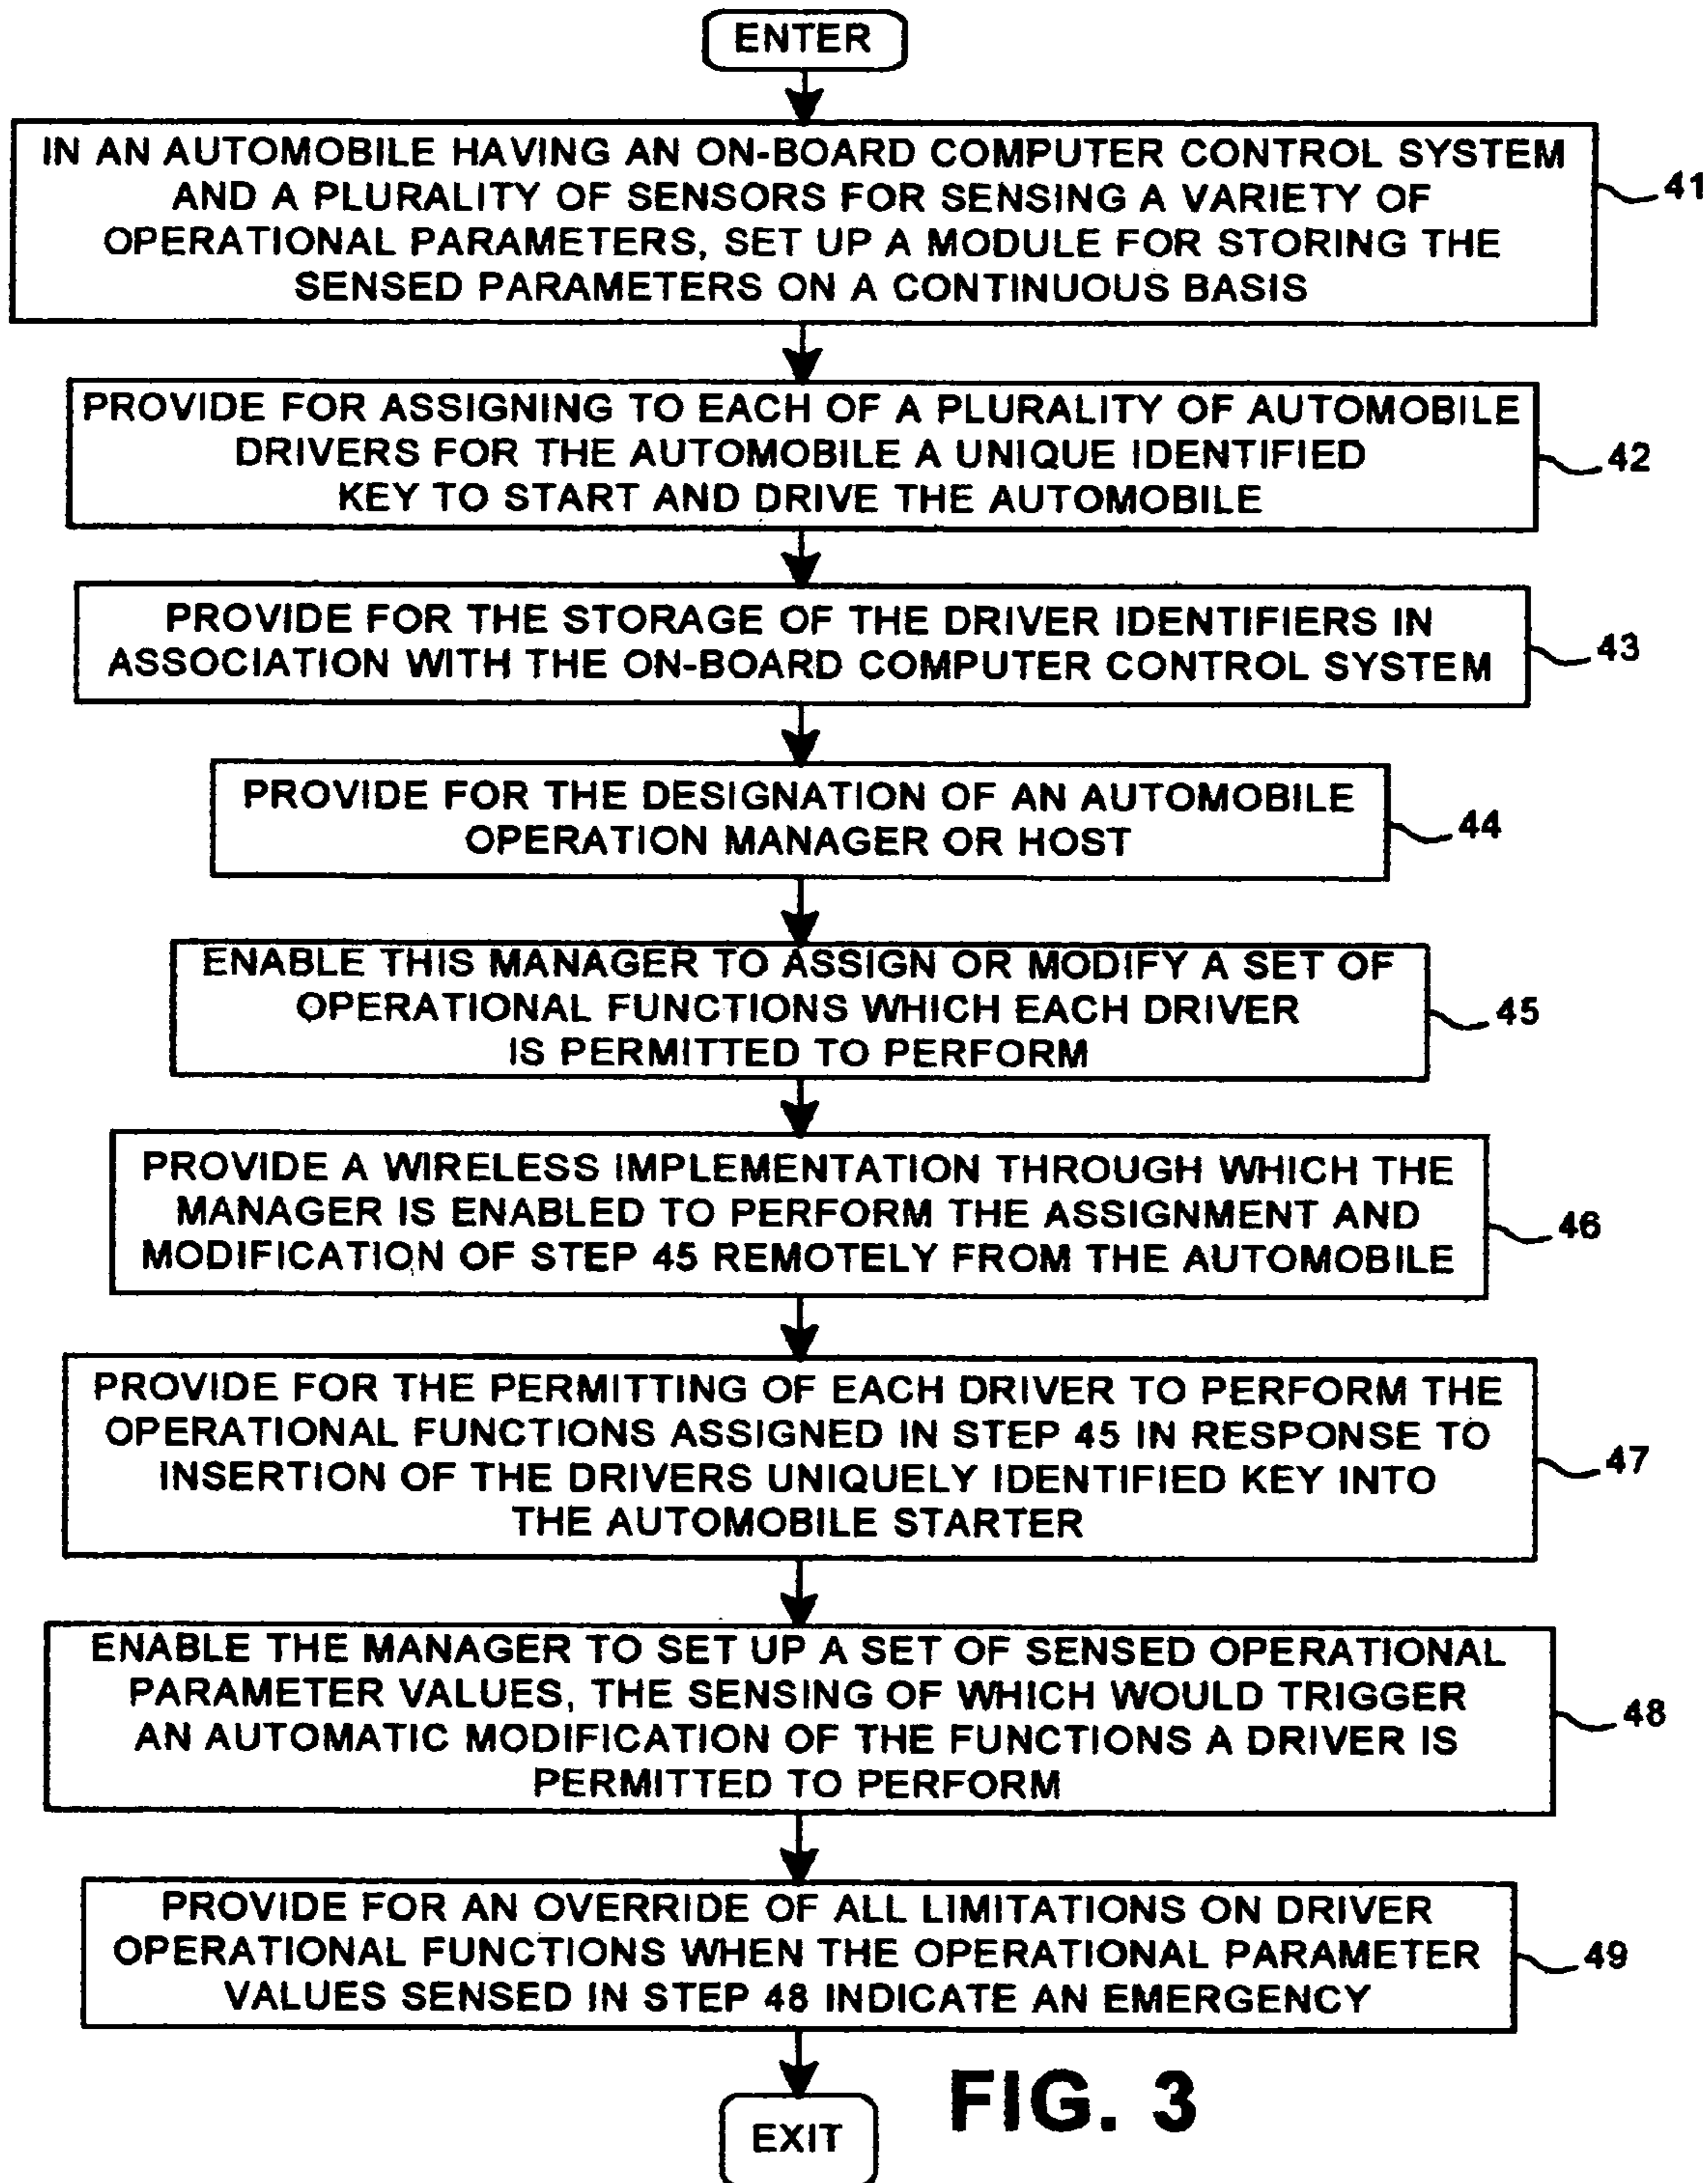 ENTER
IN AN AUTOMOBILE HAVING AN ON-BOARD COMPUTER CONTROL SYSTEM
AND A PLURALITY OF SENSORS FOR SENSING A VARIETY OF
OPERATIONAL PARAMETERS, SET UP A MODULE FOR STORING THE
SENSED PARAMETERS ON A CONTINUOUS BASIS
41
PROVIDE FOR ASSIGNING TO EACH OF A PLURALITY OF AUTOMOBILE
DRIVERS FOR THE AUTOMOBILE A UNIQUE IDENTIFIED
KEY TO START AND DRIVE THE AUTOMOBILE
42
PROVIDE FOR THE STORAGE OF THE DRIVER IDENTIFIERS IN
ASSOCIATION WITH THE ON-BOARD COMPUTER CONTROL SYSTEM
43
PROVIDE FOR THE DESIGNATION OF AN AUTOMOBILE
OPERATION MANAGER OR HOST
44
ENABLE THIS MANAGER TO ASSIGN OR MODIFY A SET OF
OPERATIONAL FUNCTIONS WHICH EACH DRIVER
IS PERMITTED TO PERFORM
45
PROVIDE A WIRELESS IMPLEMENTATION THROUGH WHICH THE
MANAGER IS ENABLED TO PERFORM THE ASSIGNMENT AND
MODIFICATION OF STEP 45 REMOTELY FROM THE AUTOMOBILE
46
PROVIDE FOR THE PERMITTING OF EACH DRIVER TO PERFORM THE
OPERATIONAL FUNCTIONS ASSIGNED IN STEP 45 IN RESPONSE TO
INSERTION OF THE DRIVERS UNIQUELY IDENTIFIED KEY INTO
THE AUTOMOBILE STARTER
47
ENABLE THE MANAGER TO SET UP A SET OF SENSED OPERATIONAL
PARAMETER VALUES, THE SENSING OF WHICH WOULD TRIGGER
AN AUTOMATIC MODIFICATION OF THE FUNCTIONS A DRIVER IS
PERMITTED TO PERFORM
48
PROVIDE FOR AN OVERRIDE OF ALL LIMITATIONS ON DRIVER
OPERATIONAL FUNCTIONS WHEN THE OPERATIONAL PARAMETER
VALUES SENSED IN STEP 48 INDICATE AN EMERGENCY
49
EXIT
FIG. 3